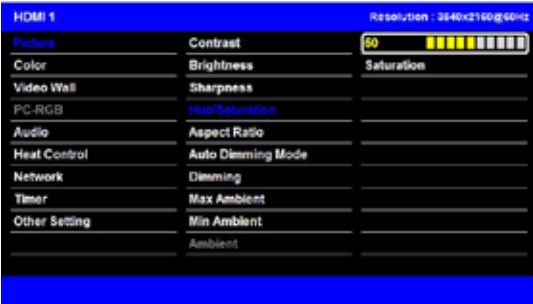 HDMI 1
Resolution : 3840x2160@60Hz
Picture
Contrast
50
Color
Brightness
Saturation
Video Wall
Sharpness
PC-RGB
Hue/Saturation
Audio
Aspect Ratio
Heat Control
Auto Dimming Mode
Network
Dimming
Timer
Max Ambient
Other Setting
Min Ambient
Ambient